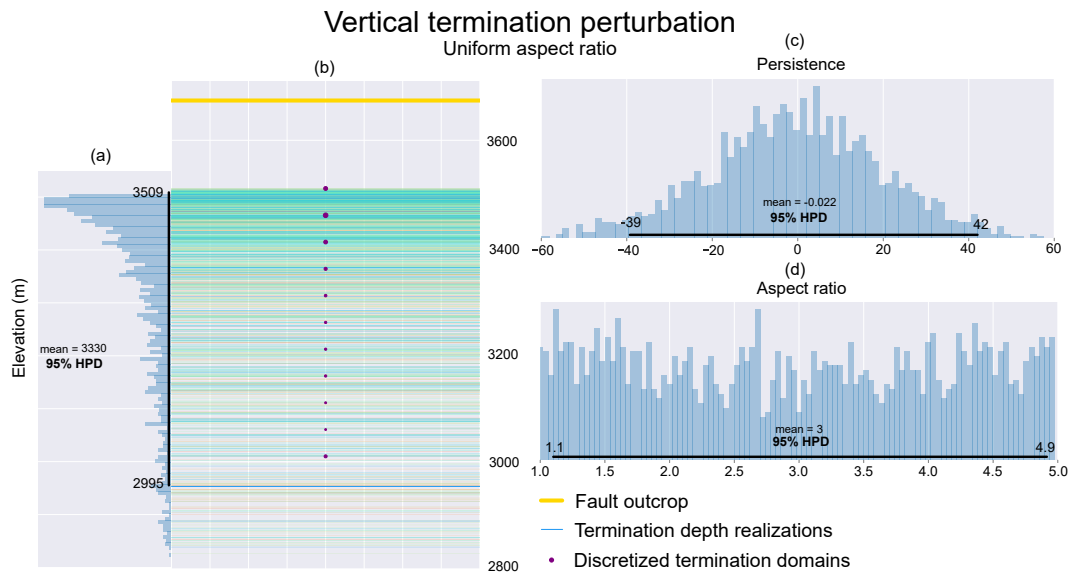 Vertical termination perturbation
Uniform aspect ratio
(a)
3509
mean = 3330
95% HPD
2995
Elevation (m)
(b)
3600
3400
3200
3000
2800
(c)
Persistence
mean = -0.022
95% HPD
-39
42
−60
−40
−20
0
20
40
60
(d)
Aspect ratio
mean = 3
95% HPD
1.1
4.9
1.0
1.5
2.0
2.5
3.0
3.5
4.0
4.5
5.0
Fault outcrop
Termination depth realizations
Discretized termination domains